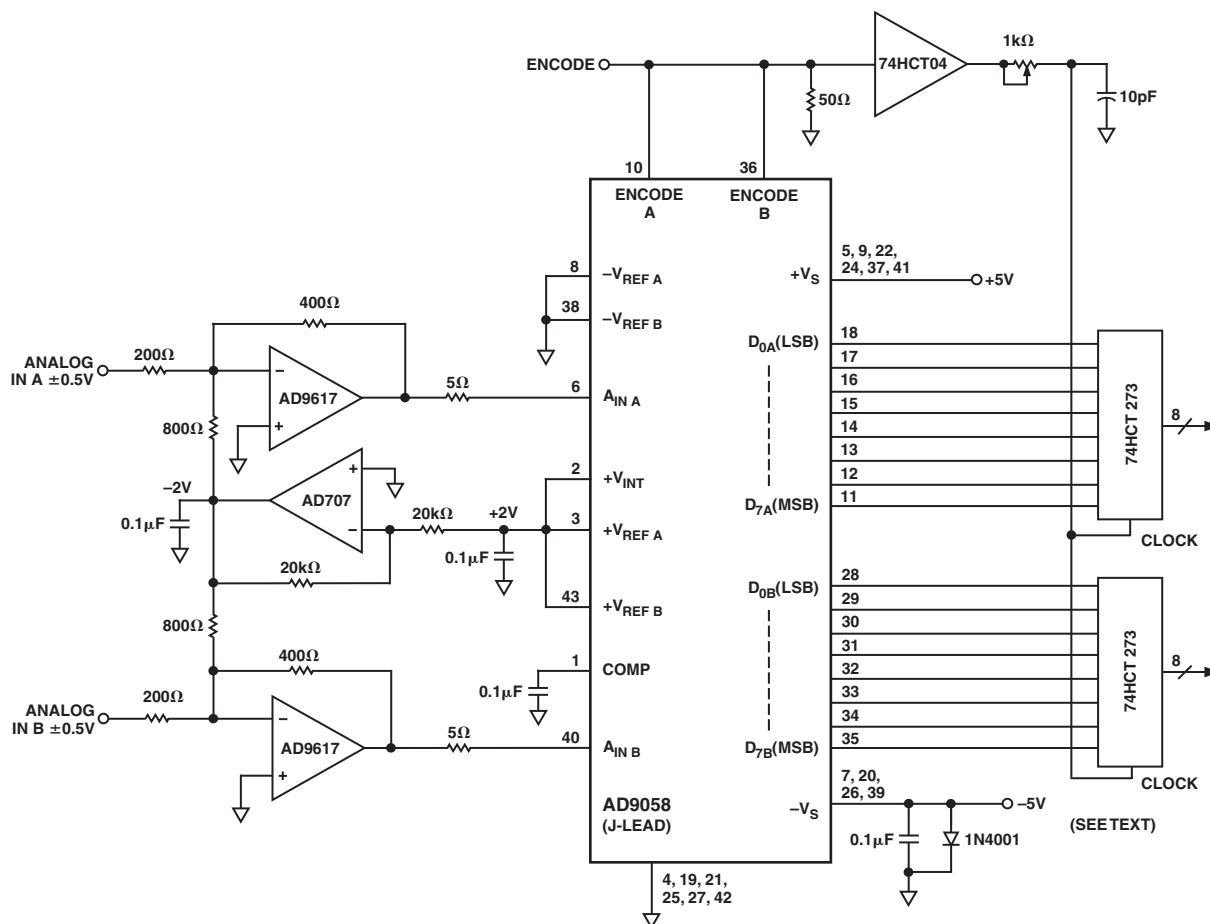 ENCODE
74HCT04
1kΩ
50Ω
10pF
10
36
ENCODE
A
ENCODE
B
5, 9, 22,
24, 37, 41
+VS
+5V
8
–VREF A
38
–VREF B
400Ω
ANALOG
IN A ±0.5V
200Ω
–
AD9617
+
5Ω
6
AIN A
800Ω
–2V
0.1μF
AD707
+
–
20kΩ
20kΩ
+2V
0.1μF
2
+VINT
3
+VREF A
43
+VREF B
800Ω
400Ω
1
COMP
0.1μF
ANALOG
IN B ±0.5V
200Ω
–
AD9617
+
5Ω
40
AIN B
AD9058
(J-LEAD)
4, 19, 21,
25, 27, 42
D0A(LSB)
18
17
16
15
14
13
12
11
D7A(MSB)
74HCT 273
8
CLOCK
D0B(LSB)
28
29
30
31
32
33
34
35
D7B(MSB)
74HCT 273
8
CLOCK
7, 20,
26, 39
–VS
–5V
0.1μF
1N4001
(SEE TEXT)